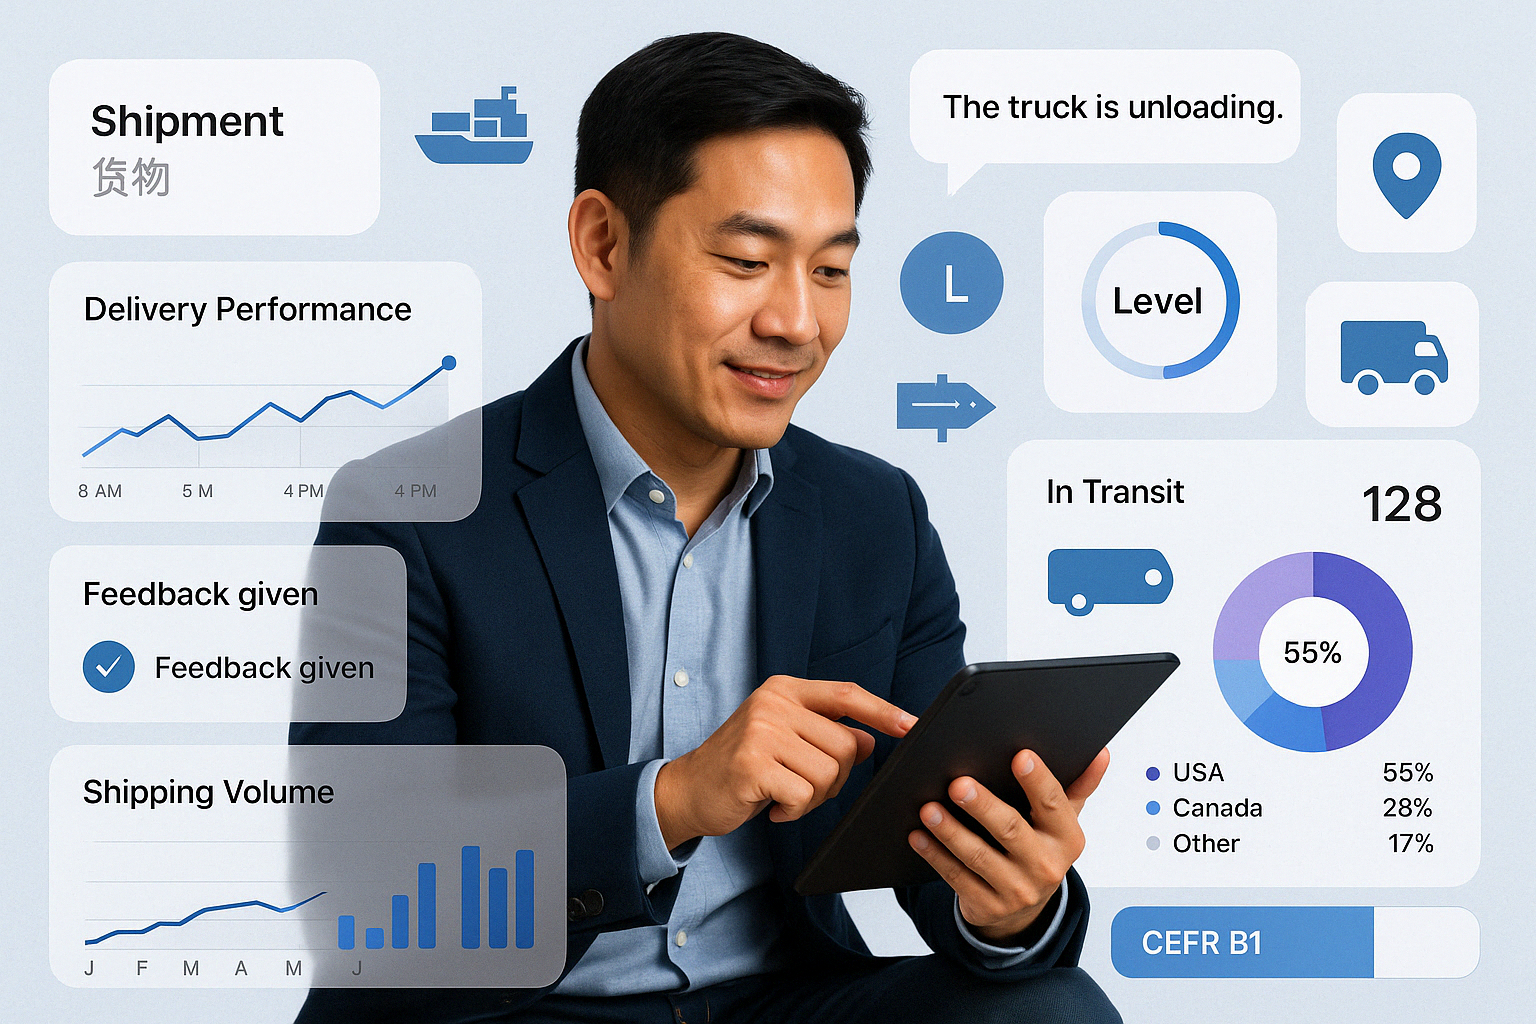 Shipment
货物
Delivery Performance
8 AM
5 M
4 PM
4 PM
Feedback given
Feedback given
Shipping Volume
J F M A M J
The truck is unloading.
L
Level
In Transit
128
55%
USA 55%
Canada 28%
Other 17%
CEFR B1